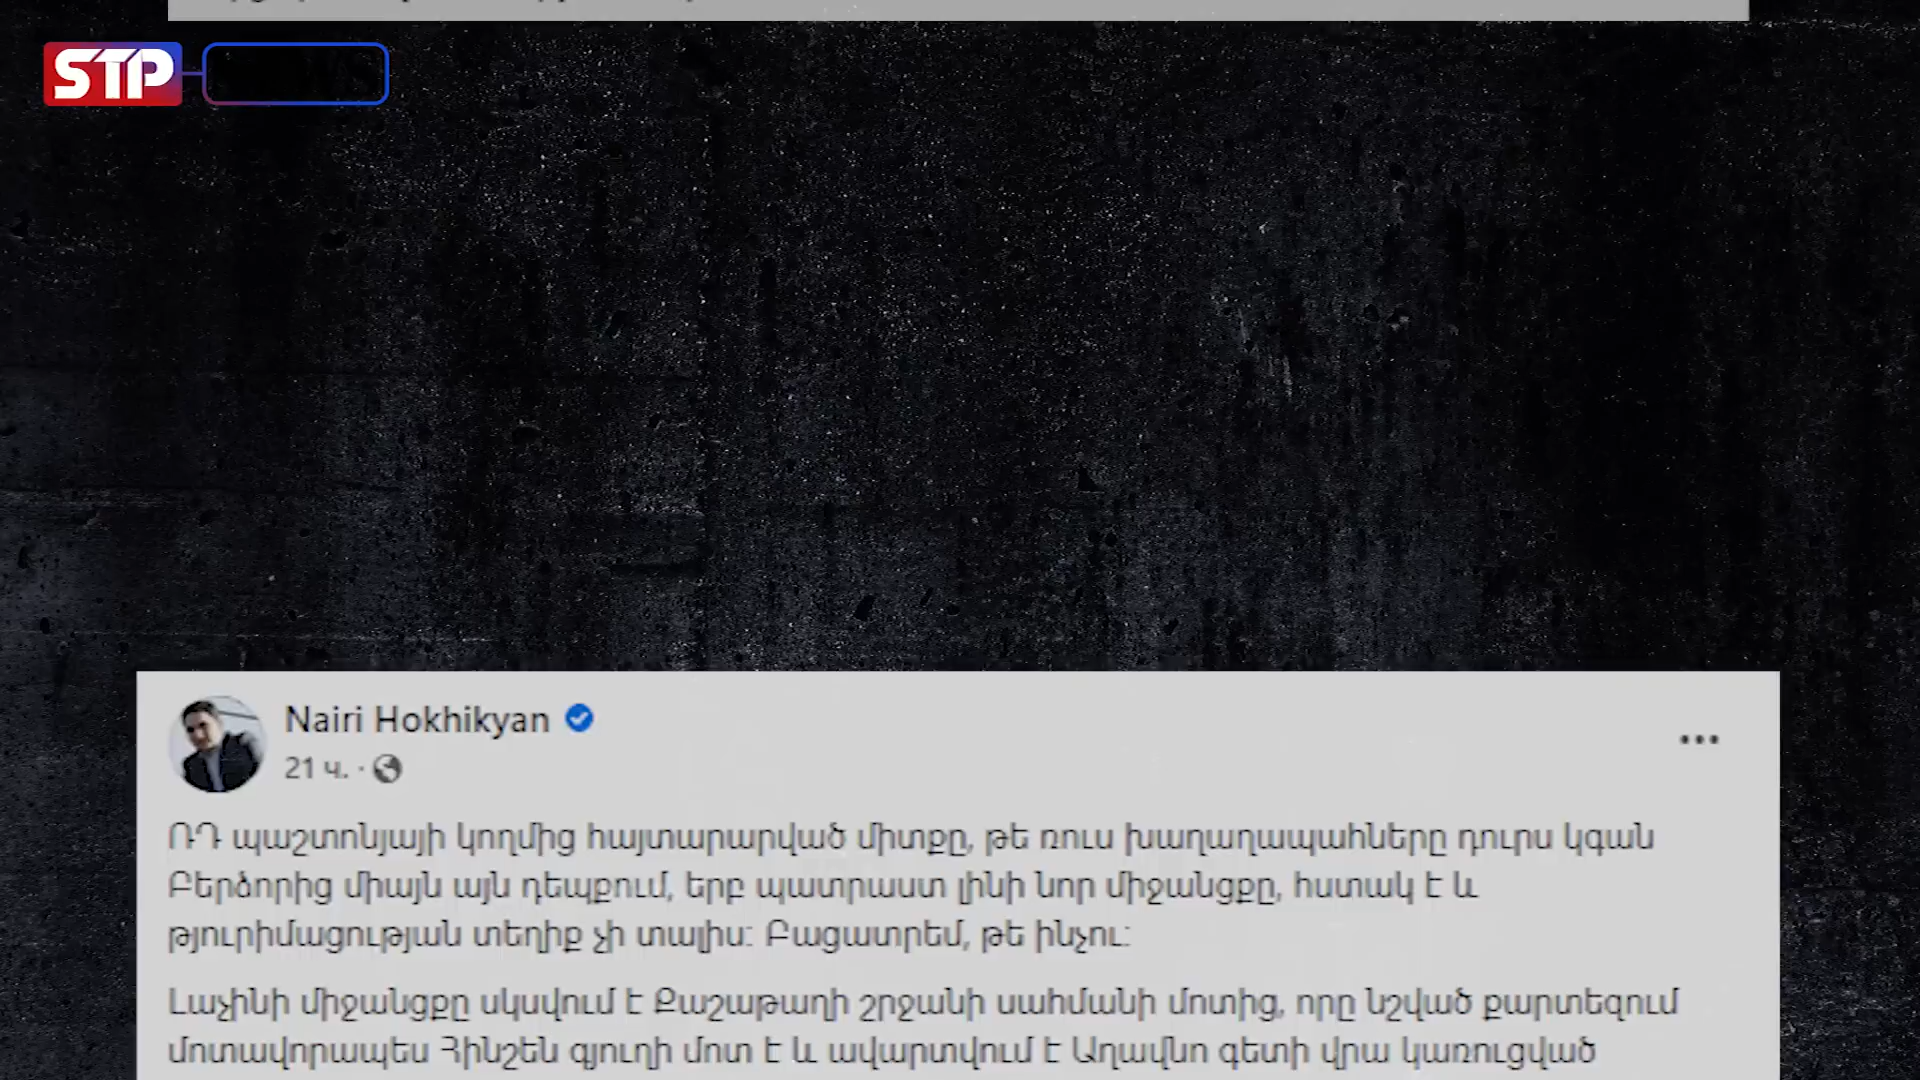 STP
Nairi Hokhikyan
21 ч. ·
ՌԴ պաշտոնյայի կողմից հայտարարված միտքը, թե ռուս խաղաղապահները դուրս կգան
Բերձորից միայն այն դեպքում, երբ պատրաստ լինի նոր միջանցքը, հստակ է և
թյուրիմացության տեղիք չի տալիս: Բացատրեմ, թե ինչու:
Լաչինի միջանցքը սկսվում է Քաշաթաղի շրջանի սահմանի մոտից, որը նշված քարտեզում
մոտավորապես Հինշեն գյուղի մոտ է և ավարտվում է Աղավնո գետի վրա կառուցված